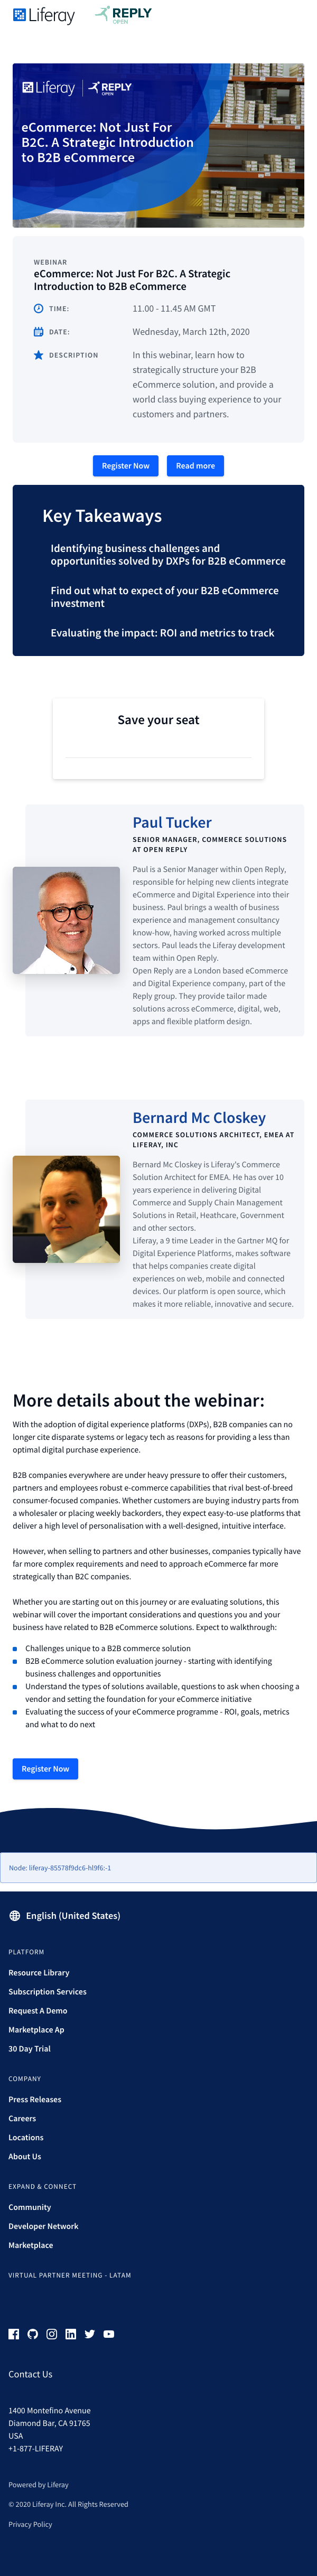 Liferay
REPLY
OPEN
Liferay
REPLY
OPEN
eCommerce: Not Just For
B2C. A Strategic Introduction
to B2B eCommerce
WEBINAR
eCommerce: Not Just For B2C. A Strategic
Introduction to B2B eCommerce
TIME:
11.00 - 11.45 AM GMT
DATE:
Wednesday, March 12th, 2020
DESCRIPTION
In this webinar, learn how to
strategically structure your B2B
eCommerce solution, and provide a
world class buying experience to your
customers and partners.
Register Now
Read more
Key Takeaways
Identifying business challenges and
opportunities solved by DXPs for B2B eCommerce
Find out what to expect of your B2B eCommerce
investment
Evaluating the impact: ROI and metrics to track
Save your seat
Paul Tucker
SENIOR MANAGER, COMMERCE SOLUTIONS
AT OPEN REPLY
Paul is a Senior Manager within Open Reply,
responsible for helping new clients integrate
eCommerce and Digital Experience into their
business. Paul brings a wealth of business
experience and management consultancy
know-how, having worked across multiple
sectors. Paul leads the Liferay development
team within Open Reply.
Open Reply are a London based eCommerce
and Digital Experience company, part of the
Reply group. They provide tailor made
solutions across eCommerce, digital, web,
apps and flexible platform design.
Bernard Mc Closkey
COMMERCE SOLUTIONS ARCHITECT, EMEA AT
LIFERAY, INC
Bernard Mc Closkey is Liferay's Commerce
Solution Architect for EMEA. He has over 10
years experience in delivering Digital
Commerce and Supply Chain Management
Solutions in Retail, Heathcare, Government
and other sectors.
Liferay, a 9 time Leader in the Gartner MQ for
Digital Experience Platforms, makes software
that helps companies create digital
experiences on web, mobile and connected
devices. Our platform is open source, which
makes it more reliable, innovative and secure.
More details about the webinar:
With the adoption of digital experience platforms (DXPs), B2B companies can no
longer cite disparate systems or legacy tech as reasons for providing a less than
optimal digital purchase experience.
B2B companies everywhere are under heavy pressure to offer their customers,
partners and employees robust e-commerce capabilities that rival best-of-breed
consumer-focused companies. Whether customers are buying industry parts from
a wholesaler or placing weekly backorders, they expect easy-to-use platforms that
deliver a high level of personalisation with a well-designed, intuitive interface.
However, when selling to partners and other businesses, companies typically have
far more complex requirements and need to approach eCommerce far more
strategically than B2C companies.
Whether you are starting out on this journey or are evaluating solutions, this
webinar will cover the important considerations and questions you and your
business have related to B2B eCommerce solutions. Expect to walkthrough:
Challenges unique to a B2B commerce solution
B2B eCommerce solution evaluation journey - starting with identifying
business challenges and opportunities
Understand the types of solutions available, questions to ask when choosing a
vendor and setting the foundation for your eCommerce initiative
Evaluating the success of your eCommerce programme - ROI, goals, metrics
and what to do next
Register Now
Node: liferay-85578f9dc6-hl9f6:-1
English (United States)
PLATFORM
Resource Library
Subscription Services
Request A Demo
Marketplace Ap
30 Day Trial
COMPANY
Press Releases
Careers
Locations
About Us
EXPAND & CONNECT
Community
Developer Network
Marketplace
VIRTUAL PARTNER MEETING - LATAM
Contact Us
1400 Montefino Avenue
Diamond Bar, CA 91765
USA
+1-877-LIFERAY
Powered by Liferay
© 2020 Liferay Inc. All Rights Reserved
Privacy Policy